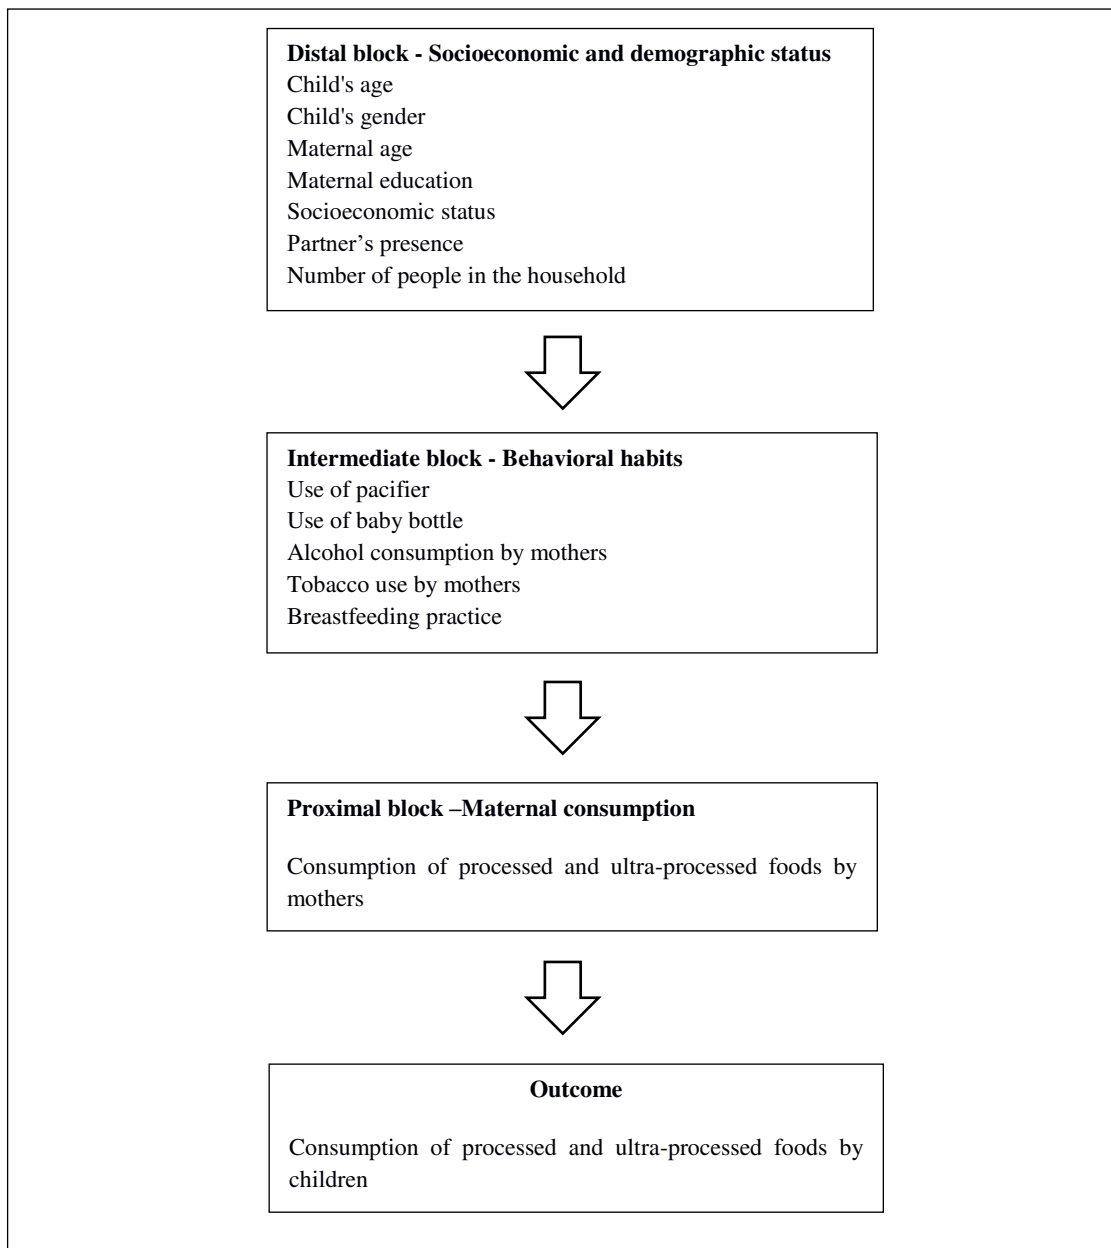 Distal block - Socioeconomic and demographic status
Child's age
Child's gender
Maternal age
Maternal education
Socioeconomic status
Partner’s presence
Number of people in the household
Intermediate block - Behavioral habits
Use of pacifier
Use of baby bottle
Alcohol consumption by mothers
Tobacco use by mothers
Breastfeeding practice
Proximal block –Maternal consumption
Consumption of processed and ultra-processed foods by
mothers
Outcome
Consumption of processed and ultra-processed foods by
children